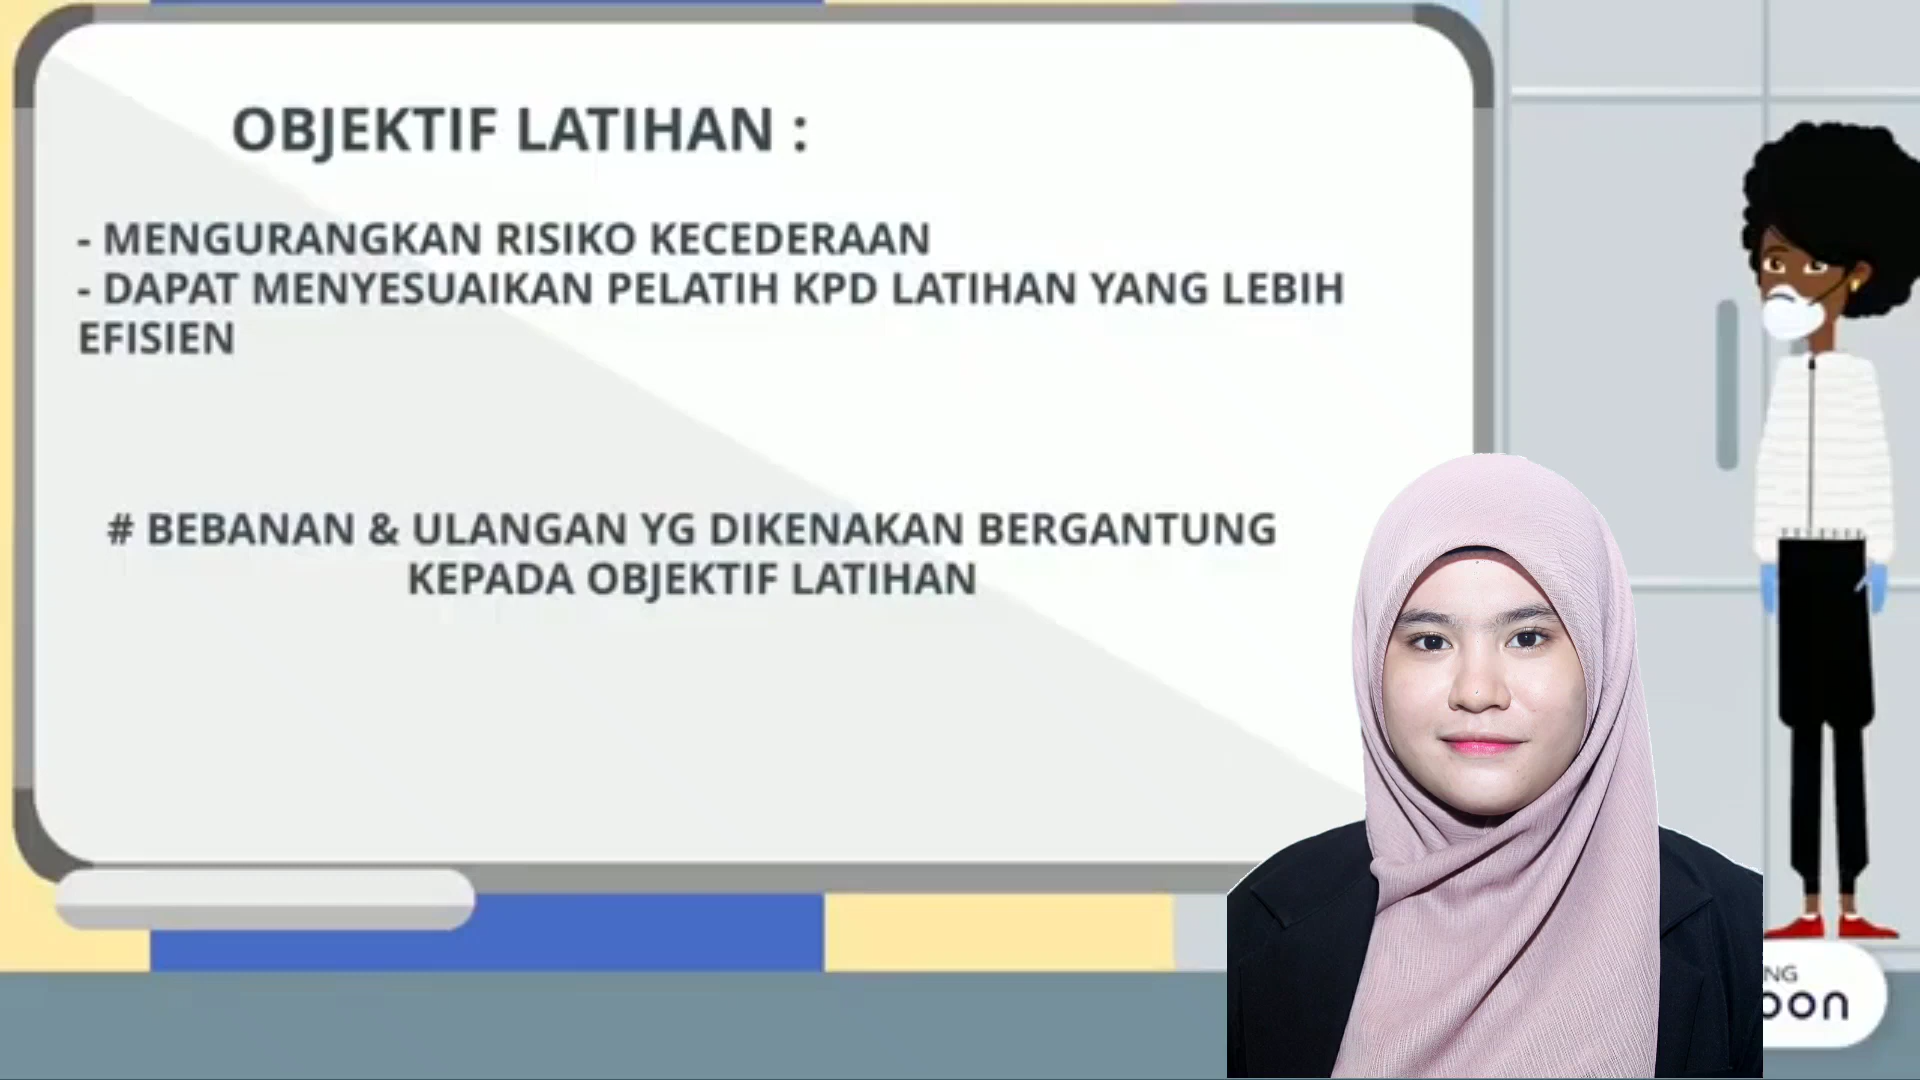 OBJEKTIF LATIHAN :
- MENGURANGKAN RISIKO KECEDERAAN
- DAPAT MENYESUAIKAN PELATIH KPD LATIHAN YANG LEBIH
EFISIEN
# BEBANAN & ULANGAN YG DIKENAKAN BERGANTUNG
KEPADA OBJEKTIF LATIHAN